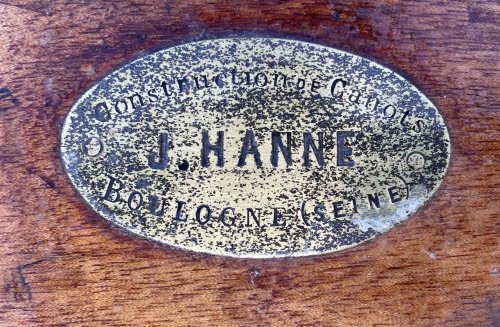 Construction DE Canots
J. HANNE
BOULOGNE (SEINE)